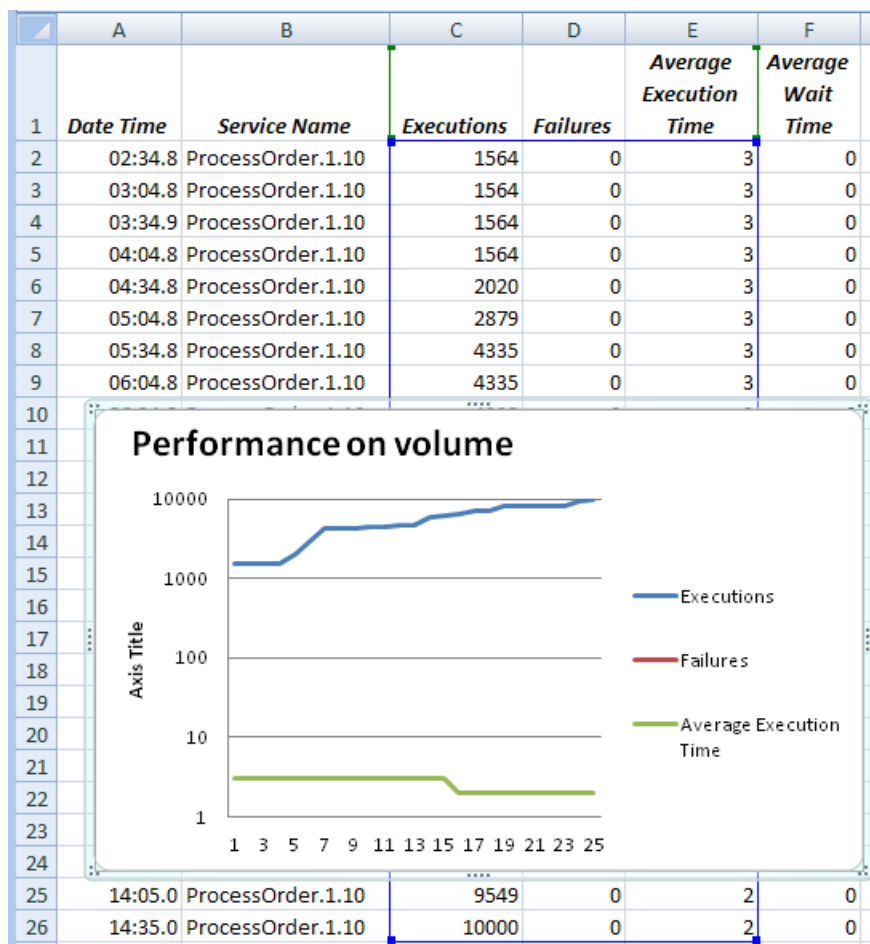 A B C D E F
1 Date Time Service Name Executions Failures Average Execution Time Average Wait Time
2 02:34.8 ProcessOrder.1.10 1564 0 3 0
3 03:04.8 ProcessOrder.1.10 1564 0 3 0
4 03:34.9 ProcessOrder.1.10 1564 0 3 0
5 04:04.8 ProcessOrder.1.10 1564 0 3 0
6 04:34.8 ProcessOrder.1.10 2020 0 3 0
7 05:04.8 ProcessOrder.1.10 2879 0 3 0
8 05:34.8 ProcessOrder.1.10 4335 0 3 0
9 06:04.8 ProcessOrder.1.10 4335 0 3 0
10
11
12
13
14
15
16
17
18
19
20
21
22
23
24
Performance on volume
10000
1000
100
10
1
Axis Title
1 3 5 7 9 11 13 15 17 19 21 23 25
Executions
Failures
Average Execution
Time
25 14:05.0 ProcessOrder.1.10 9549 0 2 0
26 14:35.0 ProcessOrder.1.10 10000 0 2 0